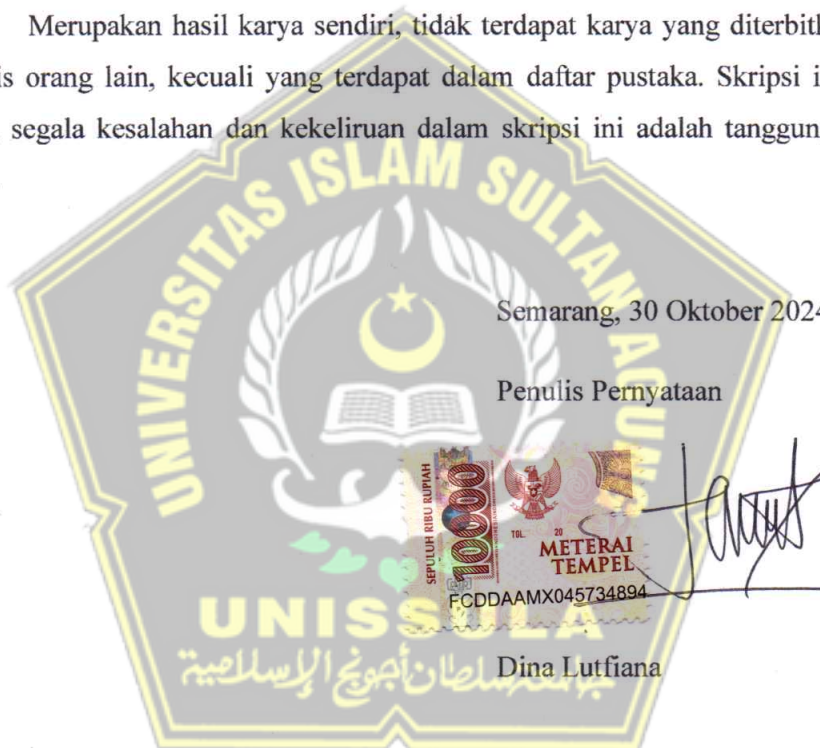 Merupakan hasil karya sendiri, tidak terdapat karya yang
orang lain, kecuali yang terdapat dalam daftar pustaka. Skripsi
segala kesalahan dan kekeliruan dalam skripsi ini adalah
UNIVERSITAS ISLAM SULTAN AGUNG
Semarang, 30 Oktober 2024
Penulis Pernyataan
SEPULUH RIBU RUPIAH
10000
TGL. 20
METERAI
TEMPEL
FCDDAAMX045734894
UNISSULA
جامعة سلطان أجونج الإسلامية
Dina Lutfiana